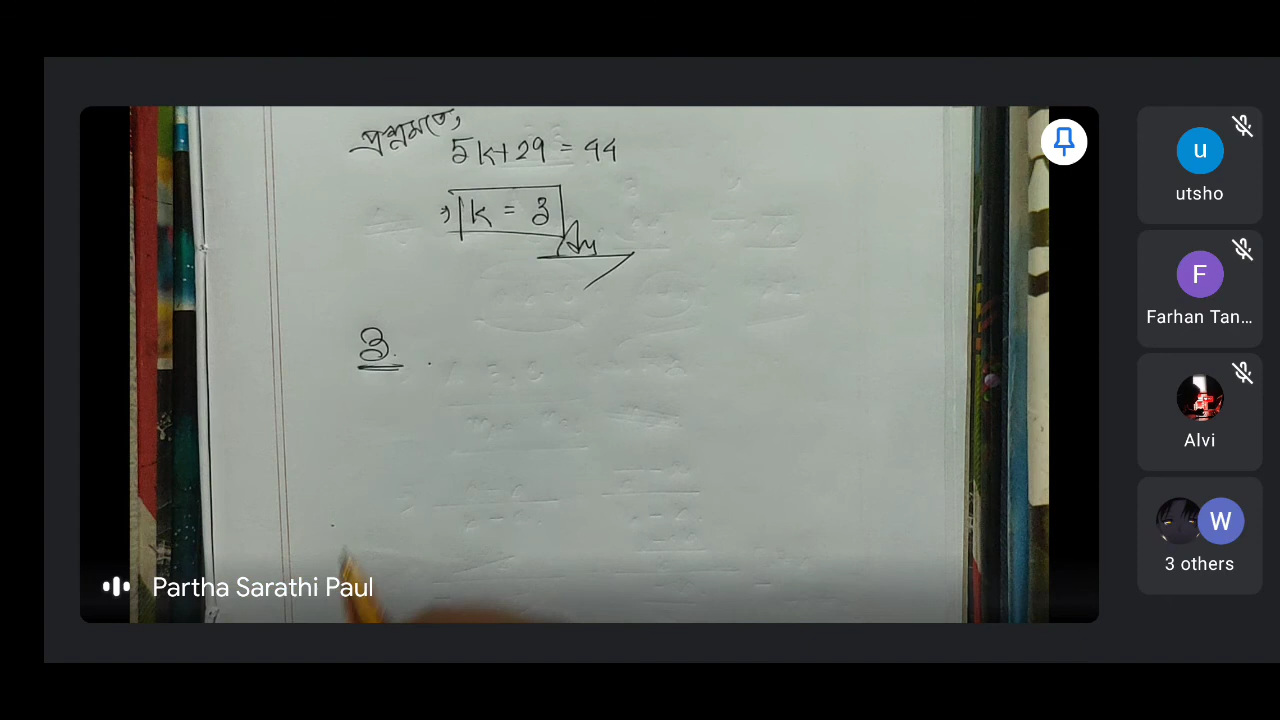 প্রশ্নমতে,
5k+29 = 44
, k = 3
Ans
3.
Partha Sarathi Paul
u
utsho
F
Farhan Tan...
Alvi
W
3 others